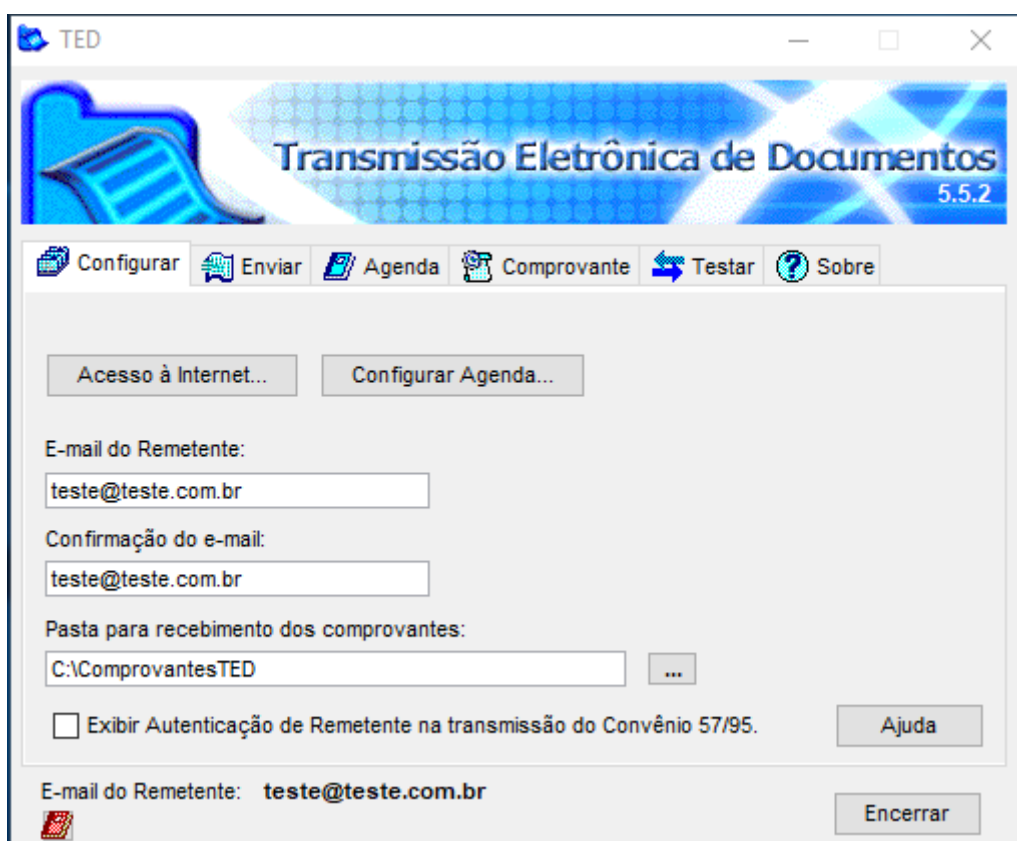 TED
Transmissão Eletrônica de Documentos
5.5.2
Configurar Enviar Agenda Comprovante Testar Sobre
Acesso à Internet... Configurar Agenda...
E-mail do Remetente:
teste@teste.com.br
Confirmação do e-mail:
teste@teste.com.br
Pasta para recebimento dos comprovantes:
C:\ComprovantesTED ...
Exibir Autenticação de Remetente na transmissão do Convênio 57/95. Ajuda
E-mail do Remetente: teste@teste.com.br
Encerrar